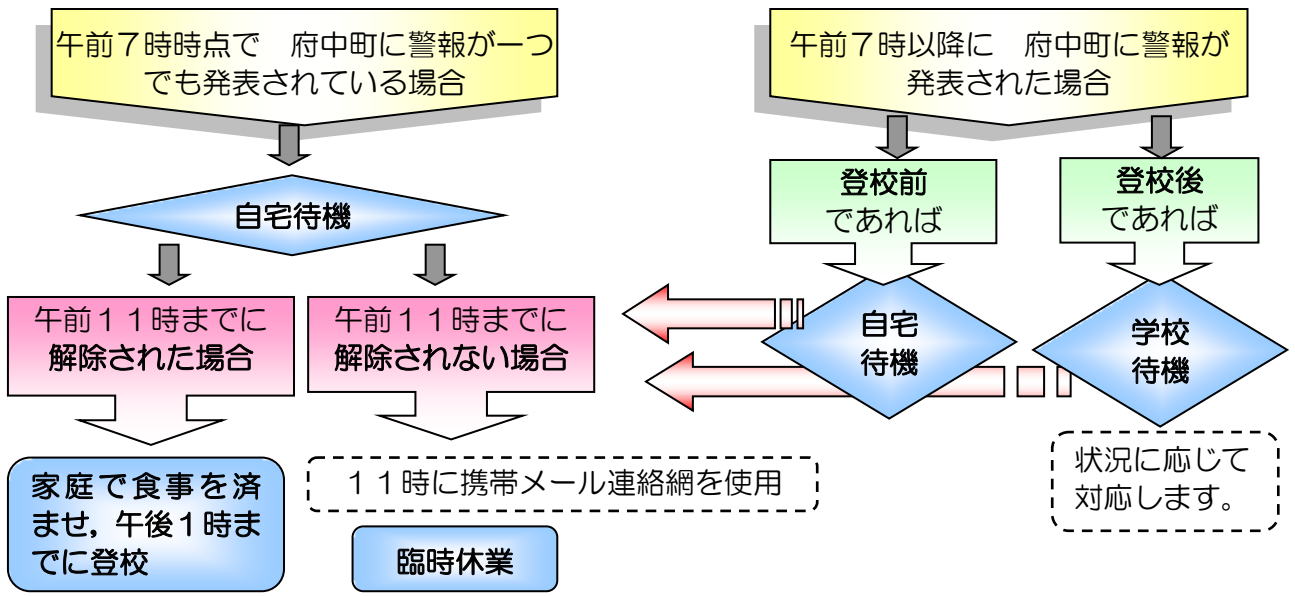 午前７時時点で　府中町に警報が一つ
でも発表されている場合
自宅待機
午前１１時までに
解除された場合
午前１１時までに
解除されない場合
家庭で食事を済
ませ，午後１時ま
でに登校
１１時に携帯メール連絡網を使用
臨時休業
午前７時以降に　府中町に警報が
発表された場合
登校前
であれば
自宅
待機
登校後
であれば
学校
待機
状況に応じて
対応します。